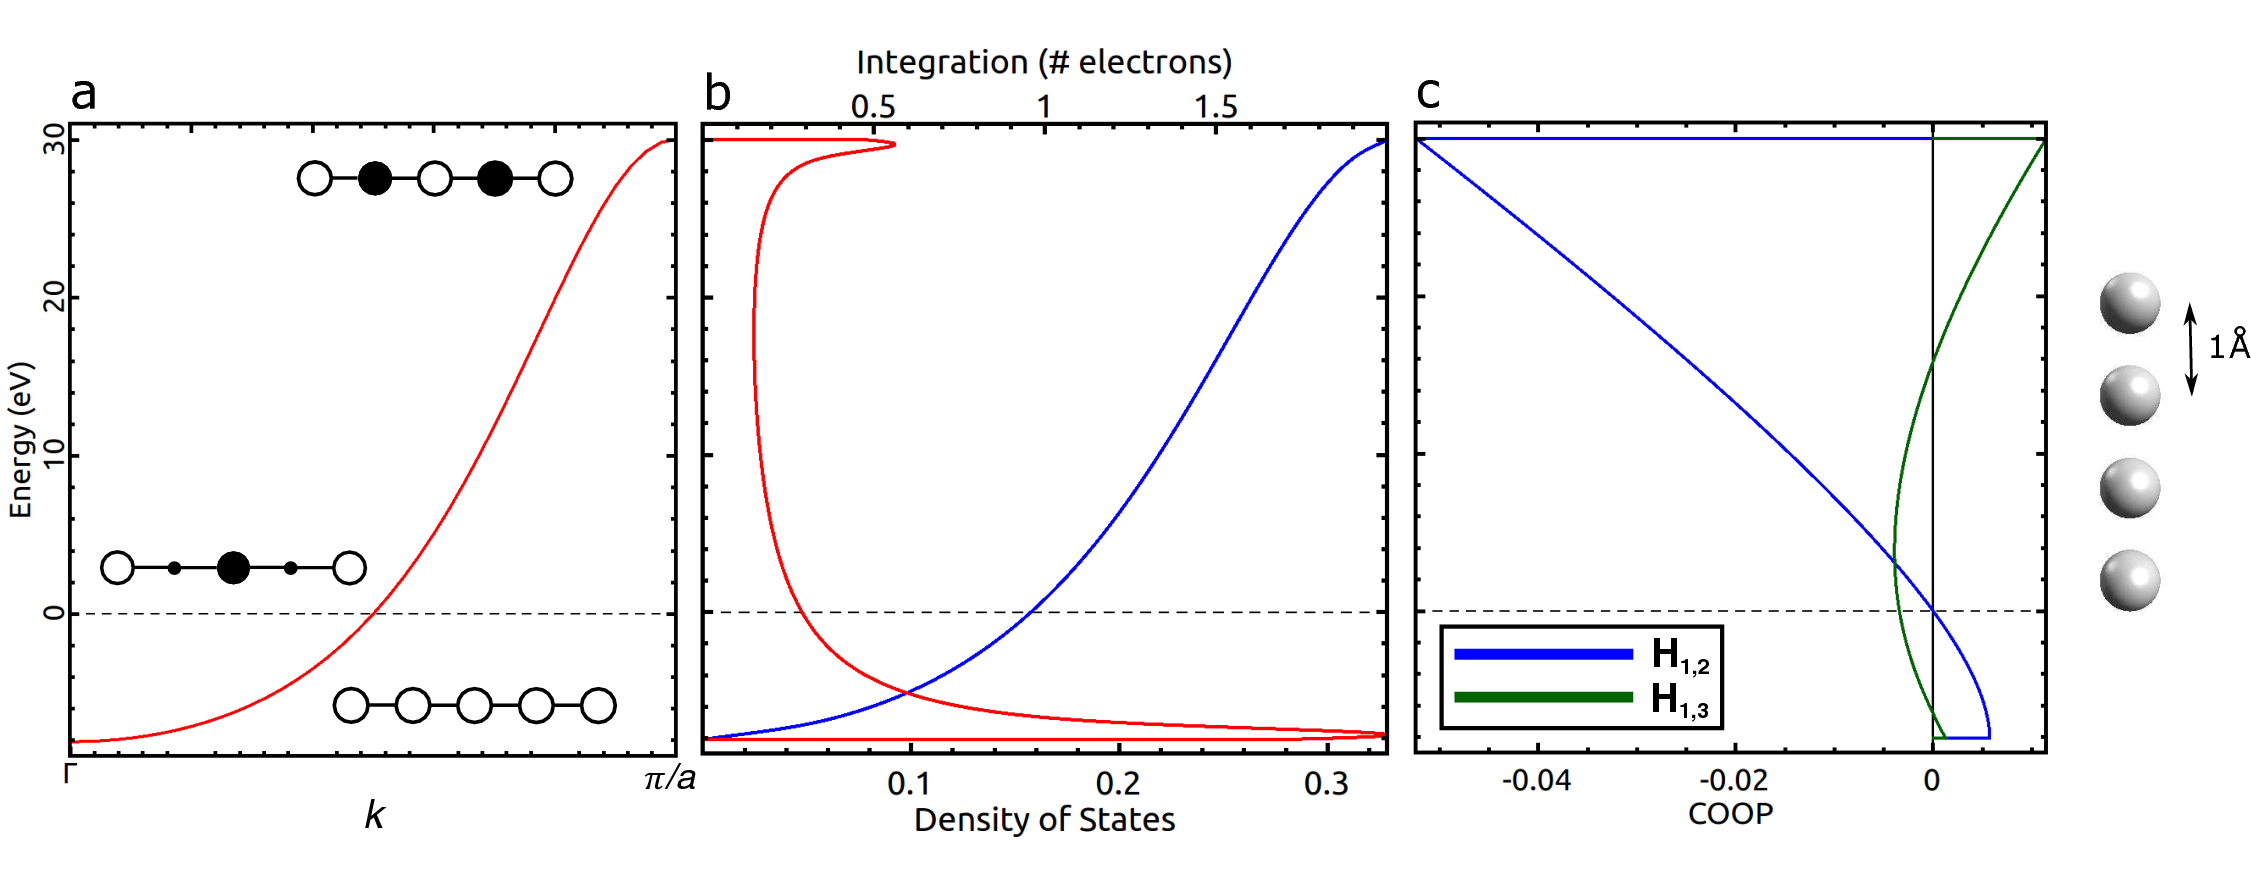 a
Energy (eV)
30
20
10
0
Γ
π/a
k
b
Integration (# electrons)
0.5 1 1.5
0.1 0.2 0.3
Density of States
c
H1,2
H1,3
-0.04 -0.02 0
COOP
1Å